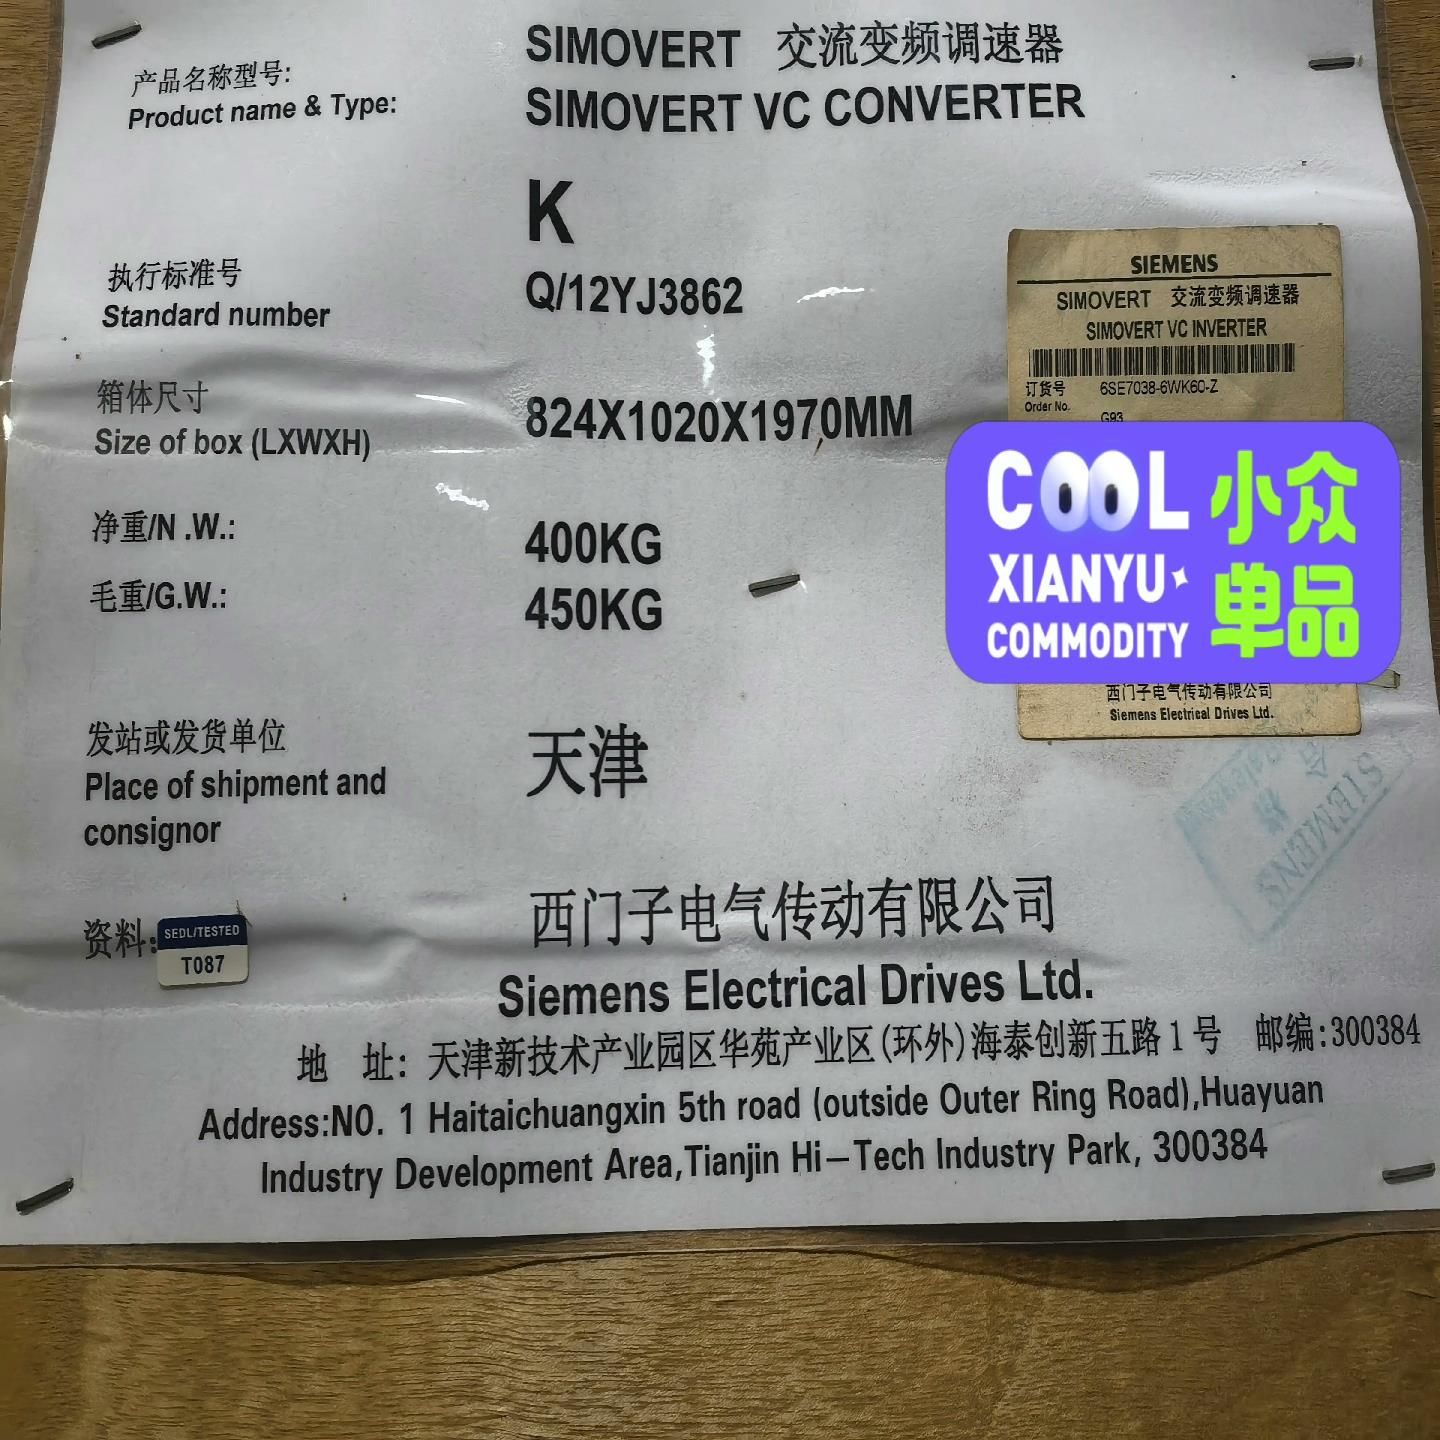 产品名称型号:
Product name & Type:
SIMOVERT 交流变频调速器
SIMOVERT VC CONVERTER
K
执行标准号
Standard number
Q/12YJ3862
箱体尺寸
Size of box (LXWXH)
824X1020X1970MM
净重/N .W.:
400KG
毛重/G.W.:
450KG
发站或发货单位
Place of shipment and
consignor
天津
资料:
SEDL/TESTED
T087
西门子电气传动有限公司
Siemens Electrical Drives Ltd.
地 址: 天津新技术产业园区华苑产业区(环外)海泰创新五路1号 邮编:300384
Address:NO. 1 Haitaichuangxin 5th road (outside Outer Ring Road),Huayuan
Industry Development Area,Tianjin Hi-Tech Industry Park, 300384
SIEMENS
SIMOVERT 交流变频调速器
SIMOVERT VC INVERTER
订货号 6SE7038-6WK60-Z
Order No.
G93
COOL 小众
XIANYU 单品
COMMODITY
西门子电气传动有限公司
Siemens Electrical Drives Ltd.
SIEMENS